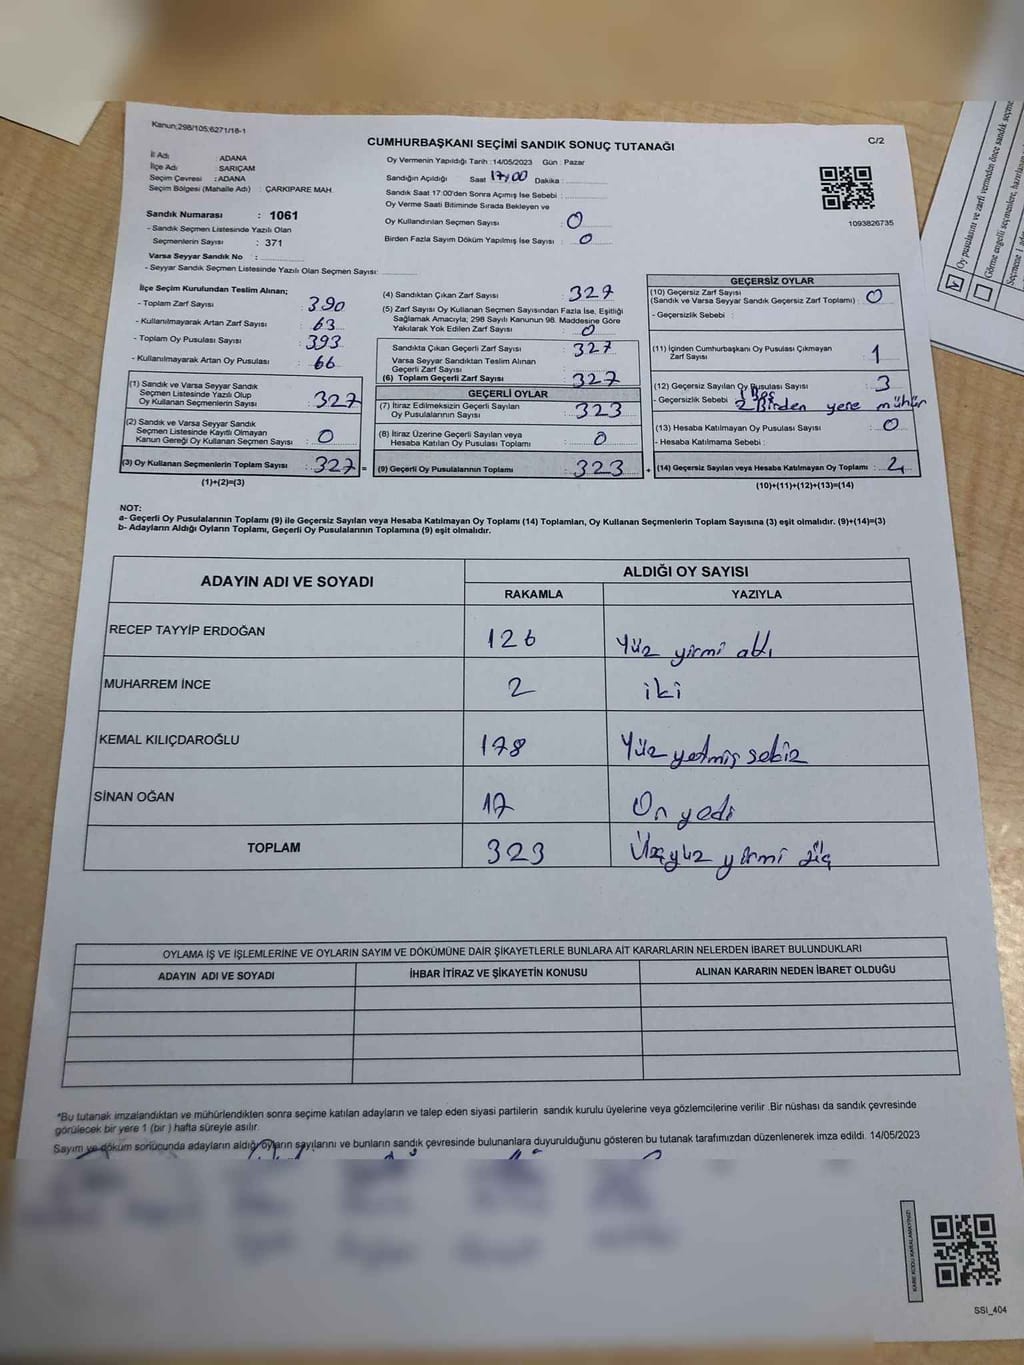 Kanun:298/105;6271/18-1
CUMHURBAŞKANI SEÇİMİ SANDIK SONUÇ TUTANAĞI
C/2
İl Adı ADANA
İlçe Adı SARIÇAM
Seçim Çevresi : ADANA
Seçim Bölgesi (Mahalle Adı) : ÇARKIPARE MAH.
Sandık Numarası : 1061
- Sandık Seçmen Listesinde Yazılı Olan
Seçmenlerin Sayısı : 371
Varsa Seyyar Sandık No :
- Seyyar Sandık Seçmen Listesinde Yazılı Olan Seçmen Sayısı:
Oy Vermenin Yapıldığı Tarih :14/05/2023 Gün : Pazar
Sandığın Açıldığı Saat 17:00 Dakika :
Sandık Saat 17:00'den Sonra Açımış İse Sebebi :
Oy Verme Saati Bitiminde Sırada Bekleyen ve
Oy Kullandırılan Seçmen Sayısı : 0
Birden Fazla Sayım Döküm Yapılmış İse Sayısı : 0
1093826735
İlçe Seçim Kurulundan Teslim Alınan;
- Toplam Zarf Sayısı : 390
- Kullanılmayarak Artan Zarf Sayısı : 63
- Toplam Oy Pusulası Sayısı : 393
- Kullanılmayarak Artan Oy Pusulası : 66
(1) Sandık ve Varsa Seyyar Sandık
Seçmen Listesinde Yazılı Olup
Oy Kullanan Seçmenlerin Sayısı : 327
(2) Sandık ve Varsa Seyyar Sandık
Seçmen Listesinde Kayıtlı Olmayan
Kanun Gereği Oy Kullanan Seçmen Sayısı : 0
(3) Oy Kullanan Seçmenlerin Toplam Sayısı : 327 =
(1)+(2)=(3)
(4) Sandıktan Çıkan Zarf Sayısı : 327
(5) Zarf Sayısı Oy Kullanan Seçmen Sayısından Fazla İse, Eşitliği
Sağlamak Amacıyla, 298 Sayılı Kanunun 98. Maddesine Göre
Yakılarak Yok Edilen Zarf Sayısı : 0
Sandıkta Çıkan Geçerli Zarf Sayısı : 327
Varsa Seyyar Sandıktan Teslim Alınan
Geçerli Zarf Sayısı :
(6) Toplam Geçerli Zarf Sayısı : 327
GEÇERLİ OYLAR
(7) İtiraz Edilmeksizin Geçerli Sayılan
Oy Pusulalarının Sayısı : 323
(8) İtiraz Üzerine Geçerli Sayılan veya
Hesaba Katılan Oy Pusulası Toplamı : 0
(9) Geçerli Oy Pusulalarının Toplamı : 323 +
GEÇERSİZ OYLAR
(10) Geçersiz Zarf Sayısı
(Sandık ve Varsa Seyyar Sandık Geçersiz Zarf Toplamı) : 0
- Geçersizlik Sebebi :
(11) İçinden Cumhurbaşkanı Oy Pusulası Çıkmayan
Zarf Sayısı 1
(12) Geçersiz Sayılan Oy Pusulası Sayısı : 3
1 Boş
- Geçersizlik Sebebi 2 Birden yere mühür
(13) Hesaba Katılmayan Oy Pusulası Sayısı : 0
- Hesaba Katılmama Sebebi :
(14) Geçersiz Sayılan veya Hesaba Katılmayan Oy Toplamı : 4
(10)+(11)+(12)+(13)=(14)
NOT:
a- Geçerli Oy Pusulalarının Toplamı (9) ile Geçersiz Sayılan veya Hesaba Katılmayan Oy Toplamı (14) Toplamları, Oy Kullanan Seçmenlerin Toplam Sayısına (3) eşit olmalıdır. (9)+(14)=(3)
b- Adayların Aldığı Oyların Toplamı, Geçerli Oy Pusulalarının Toplamına (9) eşit olmalıdır.
ADAYIN ADI VE SOYADI
ALDIĞI OY SAYISI
RAKAMLA YAZIYLA
RECEP TAYYİP ERDOĞAN 126 Yüz yirmi altı
MUHARREM İNCE 2 iki
KEMAL KILIÇDAROĞLU 178 Yüz yetmiş sekiz
SİNAN OĞAN 17 On yedi
TOPLAM 323 Üçyüz yirmi üç
OYLAMA İŞ VE İŞLEMLERİNE VE OYLARIN SAYIM VE DÖKÜMÜNE DAİR ŞİKAYETLERLE BUNLARA AİT KARARLARIN NELERDEN İBARET BULUNDUKLARI
ADAYIN ADI VE SOYADI İHBAR İTİRAZ VE ŞİKAYETİN KONUSU ALINAN KARARIN NEDEN İBARET OLDUĞU
*Bu tutanak imzalandıktan ve mühürlendikten sonra seçime katılan adayların ve talep eden siyasi partilerin sandık kurulu üyelerine veya gözlemcilerine verilir .Bir nüshası da sandık çevresinde
görülecek bir yere 1 (bir ) hafta süreyle asılır.
Sayım ve döküm sonucunda adayların aldığı oyların sayılarını ve bunların sandık çevresinde bulunanlara duyurulduğunu gösteren bu tutanak tarafımızdan düzenlenerek imza edildi. 14/05/2023
KARE KODU KARALAMAYINIZ!
SSİ_404
Oy pusulasını ve zarfı vermeden önce sandık seçme
Görme engelli seçmenlere, hazırlanan